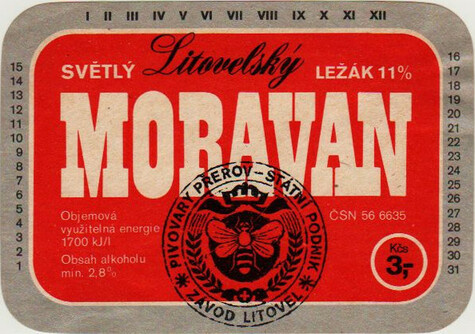 I II III IV V VI VII VIII IX X XI XII
SVĚTLÝ Litovelský LEŽÁK 11%
MORAVAN
15
14
13
12
11
10
9
8
7
6
5
4
3
2
1
16
17
18
19
20
21
22
23
24
25
26
27
28
29
30
31
PIVOVARY PŘEROV – STÁTNÍ PODNIK
* ZÁVOD LITOVEL *
Objemová
využitelná energie
1700 kJ/l
Obsah alkoholu
min. 2,8%
ČSN 56 6635
Kčs
3,-